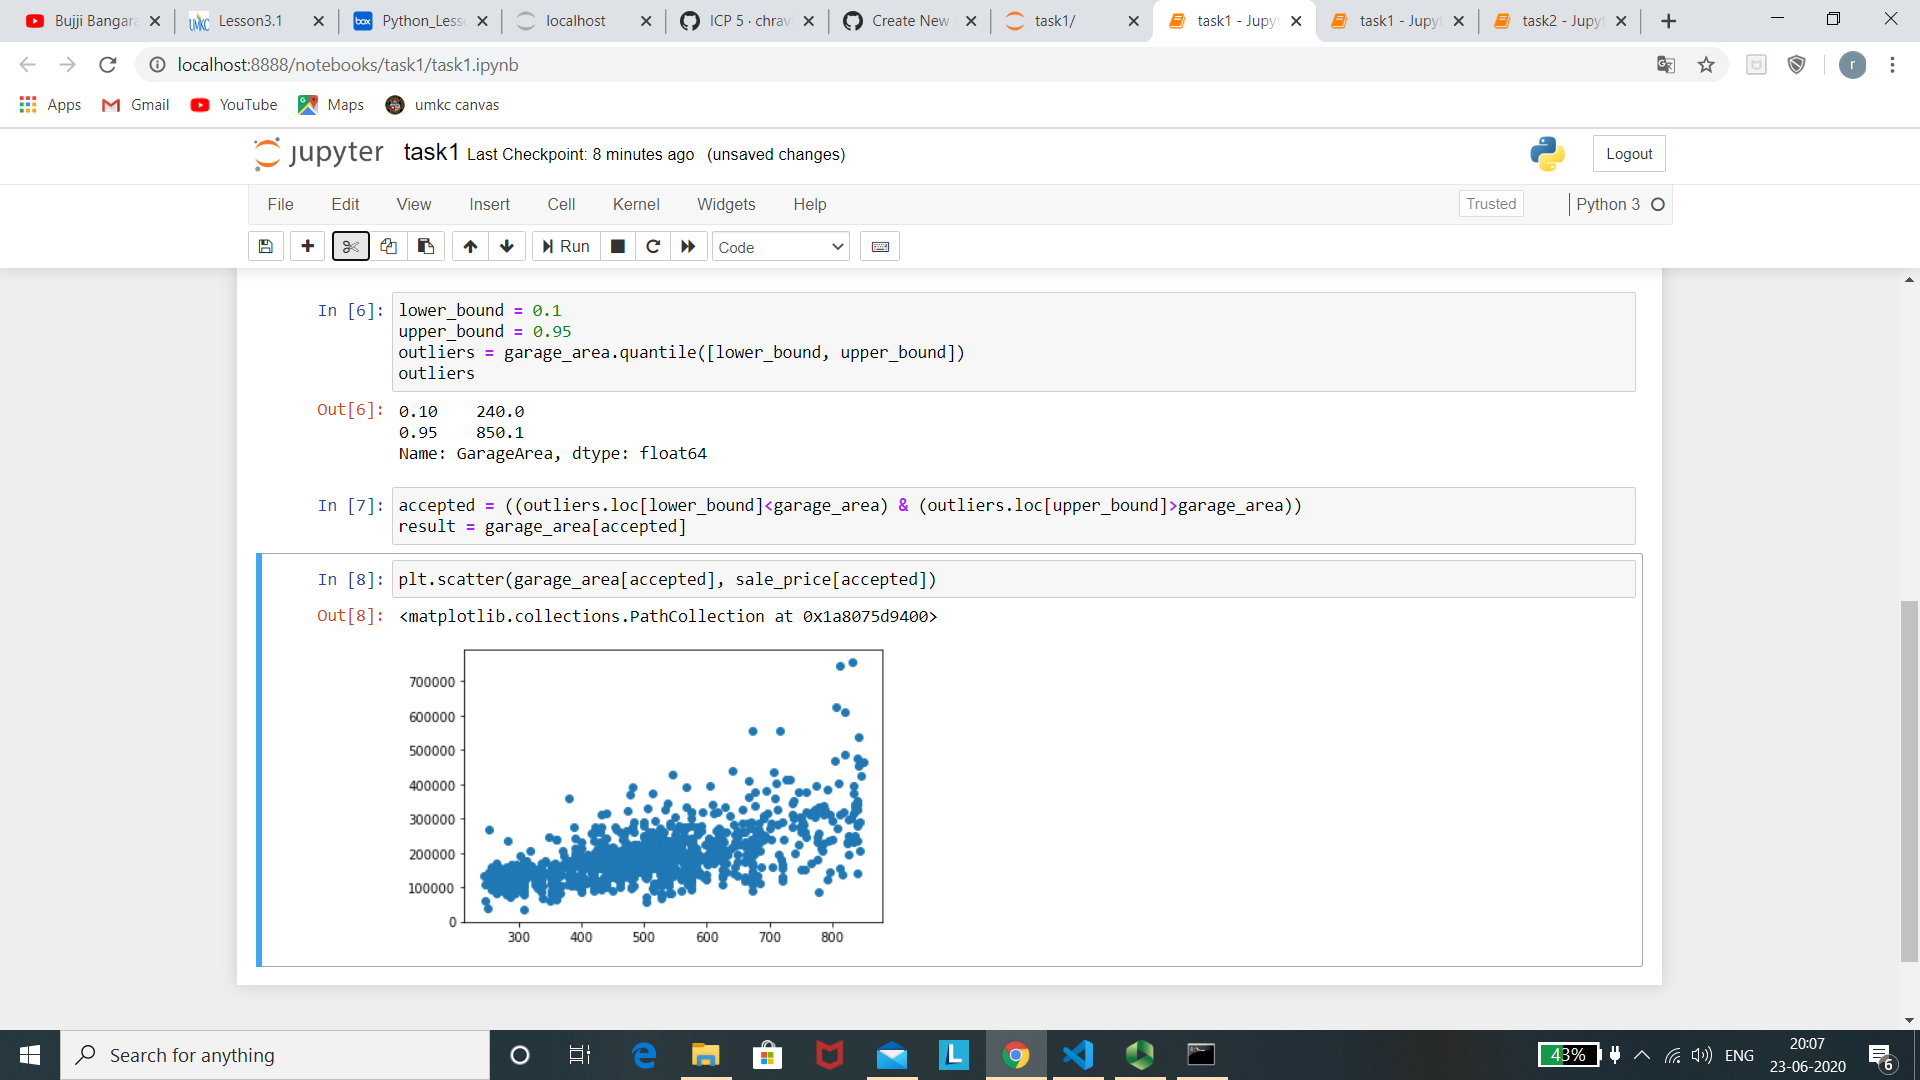 Bujji Bangara
Lesson3.1
Python_Less
localhost
ICP 5 · chrav
Create New
task1/
task1 - Jupyt
task1 - Jupyt
task2 - Jupyt
localhost:8888/notebooks/task1/task1.ipynb
r
Apps
Gmail
YouTube
Maps
umkc canvas
jupyter
task1 Last Checkpoint: 8 minutes ago (unsaved changes)
Logout
File
Edit
View
Insert
Cell
Kernel
Widgets
Help
Trusted
Python 3
Run
Code
In [6]:
lower_bound = 0.1
upper_bound = 0.95
outliers = garage_area.quantile([lower_bound, upper_bound])
outliers
Out[6]:
0.10    240.0
0.95    850.1
Name: GarageArea, dtype: float64
In [7]:
accepted = ((outliers.loc[lower_bound]<garage_area) & (outliers.loc[upper_bound]>garage_area))
result = garage_area[accepted]
In [8]:
plt.scatter(garage_area[accepted], sale_price[accepted])
Out[8]:
<matplotlib.collections.PathCollection at 0x1a8075d9400>
700000
600000
500000
400000
300000
200000
100000
0
300 400 500 600 700 800
Search for anything
43%
ENG
20:07
23-06-2020
6